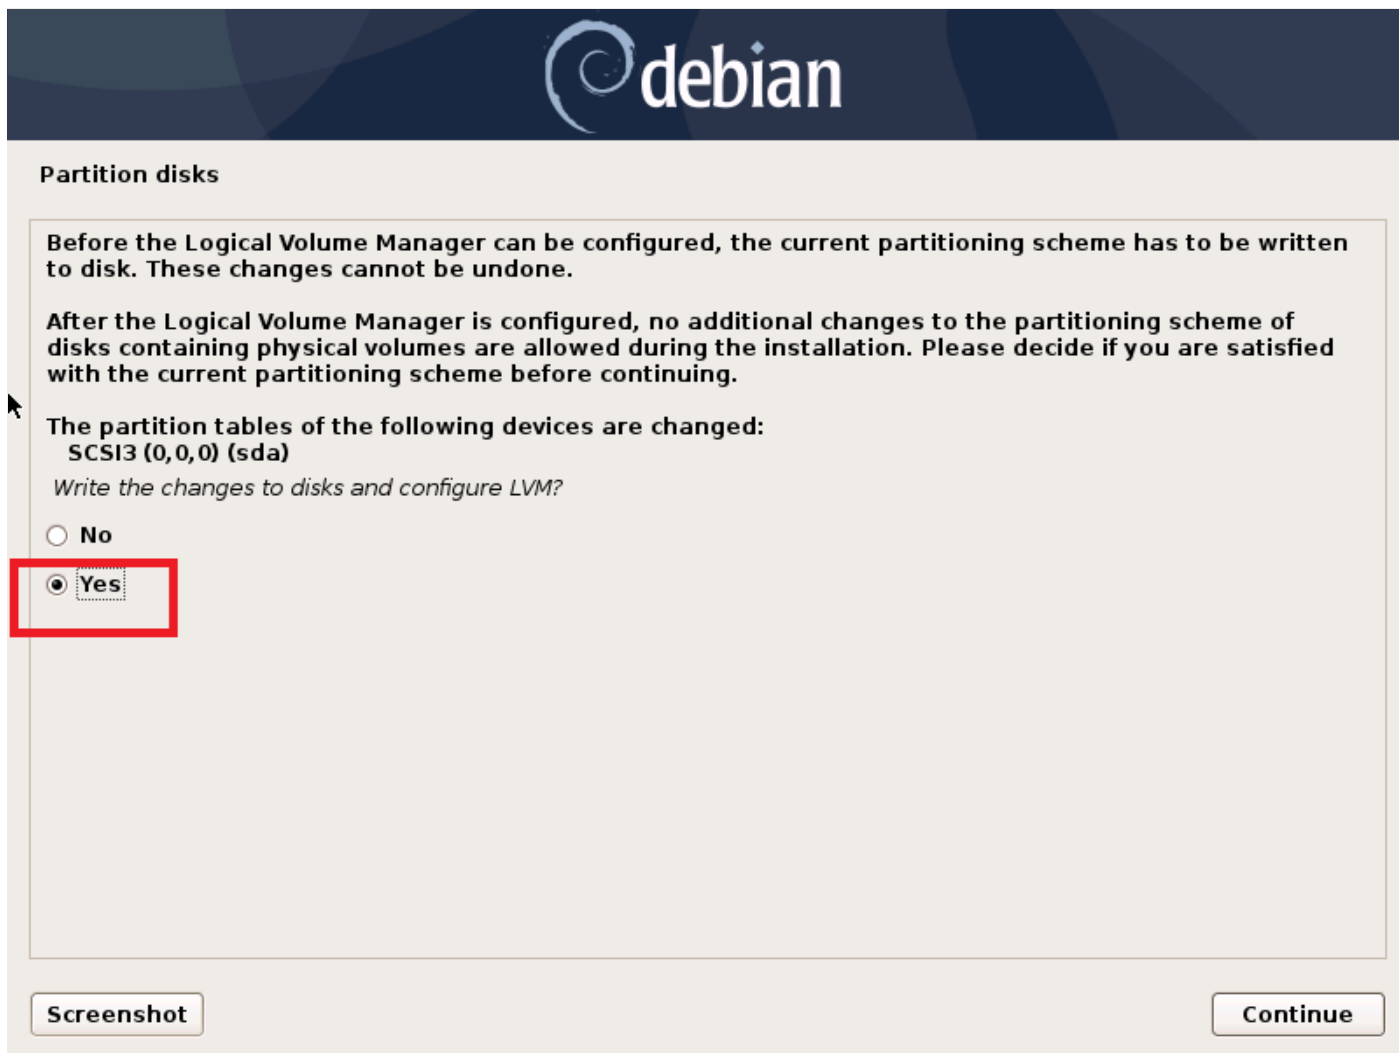 debian
Partition disks
Before the Logical Volume Manager can be configured, the current partitioning scheme has to be written
to disk. These changes cannot be undone.
After the Logical Volume Manager is configured, no additional changes to the partitioning scheme of
disks containing physical volumes are allowed during the installation. Please decide if you are satisfied
with the current partitioning scheme before continuing.
The partition tables of the following devices are changed:
SCSI3 (0,0,0) (sda)
Write the changes to disks and configure LVM?
No
Yes
Screenshot
Continue